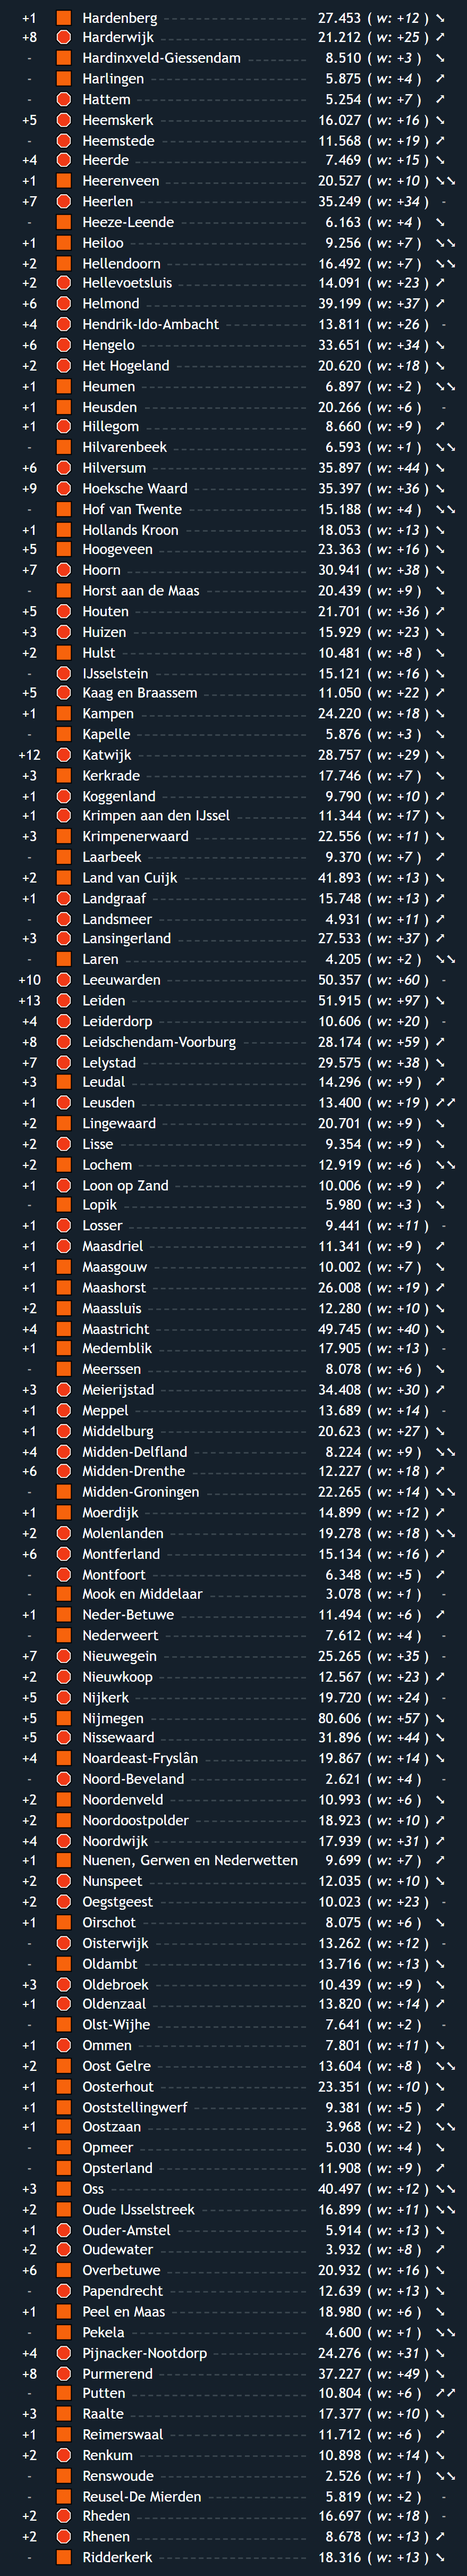 +1 Hardenberg 27.453 ( w: +12 ) ↘
+8 Harderwijk 21.212 ( w: +25 ) ↗
- Hardinxveld-Giessendam 8.510 ( w: +3 ) ↘
- Harlingen 5.875 ( w: +4 ) ↗
- Hattem 5.254 ( w: +7 ) ↗
+5 Heemskerk 16.027 ( w: +16 ) ↘
- Heemstede 11.568 ( w: +19 ) ↗
+4 Heerde 7.469 ( w: +15 ) ↘
+1 Heerenveen 20.527 ( w: +10 ) ↘↘
+7 Heerlen 35.249 ( w: +34 ) -
- Heeze-Leende 6.163 ( w: +4 ) ↘
+1 Heiloo 9.256 ( w: +7 ) ↘↘
+2 Hellendoorn 16.492 ( w: +7 ) ↘↘
+2 Hellevoetsluis 14.091 ( w: +23 ) ↗
+6 Helmond 39.199 ( w: +37 ) ↗
+4 Hendrik-Ido-Ambacht 13.811 ( w: +26 ) -
+6 Hengelo 33.651 ( w: +34 ) ↘
+2 Het Hogeland 20.620 ( w: +18 ) ↘
+1 Heumen 6.897 ( w: +2 ) ↘↘
+1 Heusden 20.266 ( w: +6 ) -
+1 Hillegom 8.660 ( w: +9 ) ↗
- Hilvarenbeek 6.593 ( w: +1 ) ↘↘
+6 Hilversum 35.897 ( w: +44 ) ↘
+9 Hoeksche Waard 35.397 ( w: +36 ) ↘
- Hof van Twente 15.188 ( w: +4 ) ↘↘
+1 Hollands Kroon 18.053 ( w: +13 ) ↘
+5 Hoogeveen 23.363 ( w: +16 ) ↘
+7 Hoorn 30.941 ( w: +38 ) ↘
- Horst aan de Maas 20.439 ( w: +9 ) ↘
+5 Houten 21.701 ( w: +36 ) ↗
+3 Huizen 15.929 ( w: +23 ) ↘
+2 Hulst 10.481 ( w: +8 ) ↘
- IJsselstein 15.121 ( w: +16 ) ↘
+5 Kaag en Braassem 11.050 ( w: +22 ) ↗
+1 Kampen 24.220 ( w: +18 ) ↘
- Kapelle 5.876 ( w: +3 ) ↘
+12 Katwijk 28.757 ( w: +29 ) ↘
+3 Kerkrade 17.746 ( w: +7 ) ↘
+1 Koggenland 9.790 ( w: +10 ) ↗
+1 Krimpen aan den IJssel 11.344 ( w: +17 ) ↘
+3 Krimpenerwaard 22.556 ( w: +11 ) ↘
- Laarbeek 9.370 ( w: +7 ) ↗
+2 Land van Cuijk 41.893 ( w: +13 ) ↘
+1 Landgraaf 15.748 ( w: +13 ) ↗
- Landsmeer 4.931 ( w: +11 ) ↗
+3 Lansingerland 27.533 ( w: +37 ) ↗
- Laren 4.205 ( w: +2 ) ↘↘
+10 Leeuwarden 50.357 ( w: +60 ) -
+13 Leiden 51.915 ( w: +97 ) ↘
+4 Leiderdorp 10.606 ( w: +20 ) -
+8 Leidschendam-Voorburg 28.174 ( w: +59 ) ↗
+7 Lelystad 29.575 ( w: +38 ) ↘
+3 Leudal 14.296 ( w: +9 ) ↗
+1 Leusden 13.400 ( w: +19 ) ↗↗
+2 Lingewaard 20.701 ( w: +9 ) ↘
+2 Lisse 9.354 ( w: +9 ) ↘
+2 Lochem 12.919 ( w: +6 ) ↘↘
+1 Loon op Zand 10.006 ( w: +9 ) ↗
- Lopik 5.980 ( w: +3 ) ↘
+1 Losser 9.441 ( w: +11 ) -
+1 Maasdriel 11.341 ( w: +9 ) ↗
+1 Maasgouw 10.002 ( w: +7 ) ↘
+1 Maashorst 26.008 ( w: +19 ) ↗
+2 Maassluis 12.280 ( w: +10 ) ↘
+4 Maastricht 49.745 ( w: +40 ) ↘
+1 Medemblik 17.905 ( w: +13 ) -
- Meerssen 8.078 ( w: +6 ) ↘
+3 Meierijstad 34.408 ( w: +30 ) ↗
+1 Meppel 13.689 ( w: +14 ) -
+1 Middelburg 20.623 ( w: +27 ) ↘
+4 Midden-Delfland 8.224 ( w: +9 ) ↘↘
+6 Midden-Drenthe 12.227 ( w: +18 ) ↗
- Midden-Groningen 22.265 ( w: +14 ) ↘↘
+1 Moerdijk 14.899 ( w: +12 ) ↗
+2 Molenlanden 19.278 ( w: +18 ) ↘↘
+6 Montferland 15.134 ( w: +16 ) ↗
- Montfoort 6.348 ( w: +5 ) ↗
- Mook en Middelaar 3.078 ( w: +1 ) -
+1 Neder-Betuwe 11.494 ( w: +6 ) ↗
- Nederweert 7.612 ( w: +4 ) -
+7 Nieuwegein 25.265 ( w: +35 ) -
+2 Nieuwkoop 12.567 ( w: +23 ) ↗
+5 Nijkerk 19.720 ( w: +24 ) -
+5 Nijmegen 80.606 ( w: +57 ) ↘
+5 Nissewaard 31.896 ( w: +44 ) ↘
+4 Noardeast-Fryslân 19.867 ( w: +14 ) ↘
- Noord-Beveland 2.621 ( w: +4 ) -
+2 Noordenveld 10.993 ( w: +6 ) ↘
+2 Noordoostpolder 18.923 ( w: +10 ) ↗
+4 Noordwijk 17.939 ( w: +31 ) ↗
+1 Nuenen, Gerwen en Nederwetten 9.699 ( w: +7 ) ↗
+2 Nunspeet 12.035 ( w: +10 ) ↘
+2 Oegstgeest 10.023 ( w: +23 ) -
+1 Oirschot 8.075 ( w: +6 ) ↘
- Oisterwijk 13.262 ( w: +12 ) -
- Oldambt 13.716 ( w: +13 ) ↘
+3 Oldebroek 10.439 ( w: +9 ) ↘
+1 Oldenzaal 13.820 ( w: +14 ) ↗
- Olst-Wijhe 7.641 ( w: +2 ) -
+1 Ommen 7.801 ( w: +11 ) ↘
+2 Oost Gelre 13.604 ( w: +8 ) ↘↘
+1 Oosterhout 23.351 ( w: +10 ) ↘
+1 Ooststellingwerf 9.381 ( w: +5 ) ↗
+1 Oostzaan 3.968 ( w: +2 ) ↘↘
- Opmeer 5.030 ( w: +4 ) ↘
- Opsterland 11.908 ( w: +9 ) ↗
+3 Oss 40.497 ( w: +12 ) ↘↘
+2 Oude IJsselstreek 16.899 ( w: +11 ) ↘↘
+1 Ouder-Amstel 5.914 ( w: +13 ) ↘
+2 Oudewater 3.932 ( w: +8 ) ↗
+6 Overbetuwe 20.932 ( w: +16 ) ↘
- Papendrecht 12.639 ( w: +13 ) ↘
+1 Peel en Maas 18.980 ( w: +6 ) ↘
- Pekela 4.600 ( w: +1 ) ↘↘
+4 Pijnacker-Nootdorp 24.276 ( w: +31 ) ↘
+8 Purmerend 37.227 ( w: +49 ) ↘
- Putten 10.804 ( w: +6 ) ↗↗
+3 Raalte 17.377 ( w: +10 ) ↘
+1 Reimerswaal 11.712 ( w: +6 ) ↗
+2 Renkum 10.898 ( w: +14 ) ↘
- Renswoude 2.526 ( w: +1 ) ↘↘
- Reusel-De Mierden 5.819 ( w: +2 ) -
+2 Rheden 16.697 ( w: +18 ) -
+2 Rhenen 8.678 ( w: +13 ) ↗
- Ridderkerk 18.316 ( w: +13 ) ↘